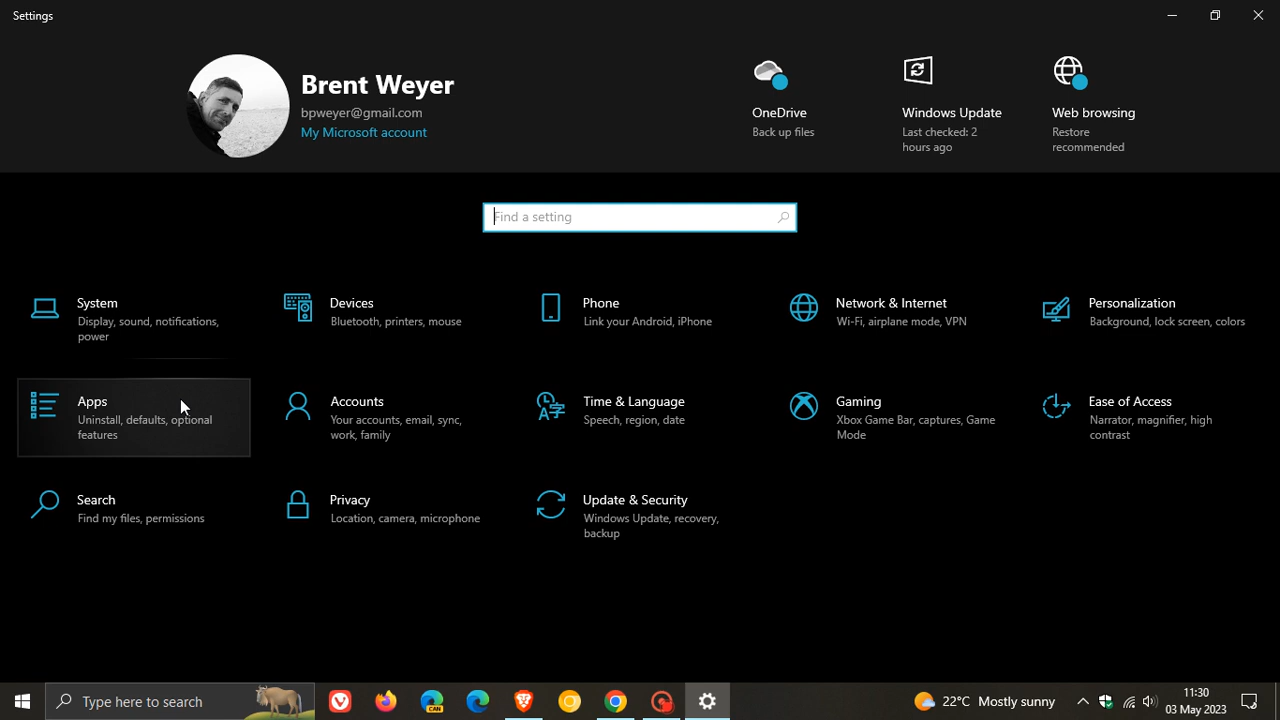 Settings
Brent Weyer
bpweyer@gmail.com
My Microsoft account
OneDrive
Back up files
Windows Update
Last checked: 2
hours ago
Web browsing
Restore
recommended
Find a setting
System
Display, sound, notifications,
power
Devices
Bluetooth, printers, mouse
Phone
Link your Android, iPhone
Network & Internet
Wi-Fi, airplane mode, VPN
Personalization
Background, lock screen, colors
Apps
Uninstall, defaults, optional
features
Accounts
Your accounts, email, sync,
work, family
Time & Language
Speech, region, date
Gaming
Xbox Game Bar, captures, Game
Mode
Ease of Access
Narrator, magnifier, high
contrast
Search
Find my files, permissions
Privacy
Location, camera, microphone
Update & Security
Windows Update, recovery,
backup
Type here to search
CAN
22°C Mostly sunny
11:30
03 May 2023